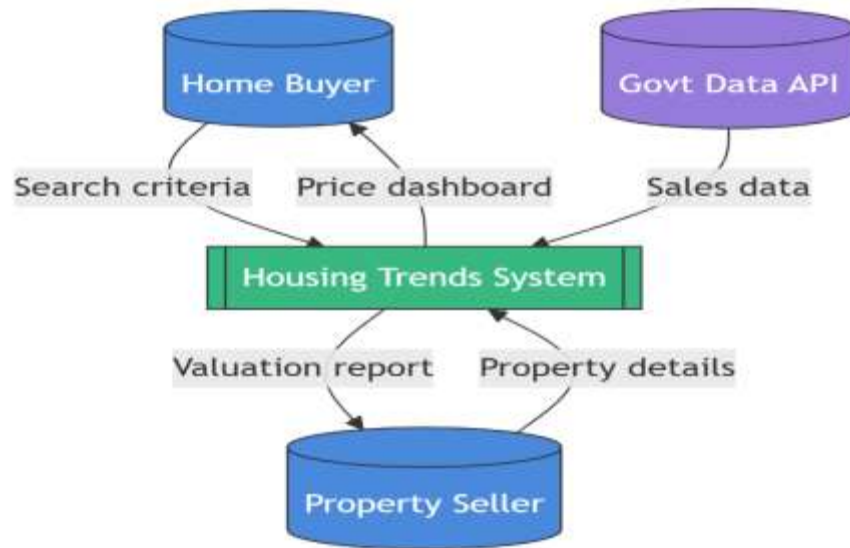 Home Buyer
Govt Data API
Search criteria
Price dashboard
Sales data
Housing Trends System
Valuation report
Property details
Property Seller